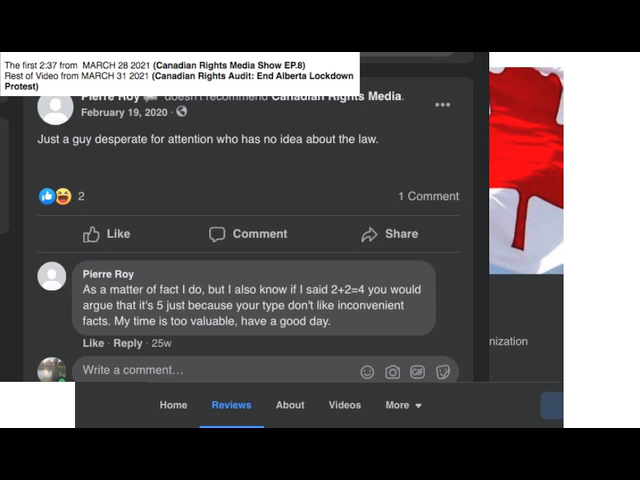 The first 2:37 from MARCH 28 2021 (Canadian Rights Media Show EP.8)
Rest of Video from MARCH 31 2021 (Canadian Rights Audit: End Alberta Lockdown
Protest)
Pierre Roy doesn't recommend Canadian Rights Media.
February 19, 2020 ·
Just a guy desperate for attention who has no idea about the law.
2
1 Comment
Like Comment Share
Pierre Roy
As a matter of fact I do, but I also know if I said 2+2=4 you would
argue that it's 5 just because your type don't like inconvenient
facts. My time is too valuable, have a good day.
Like · Reply · 25w
Write a comment...
GIF
nization
Home Reviews About Videos More